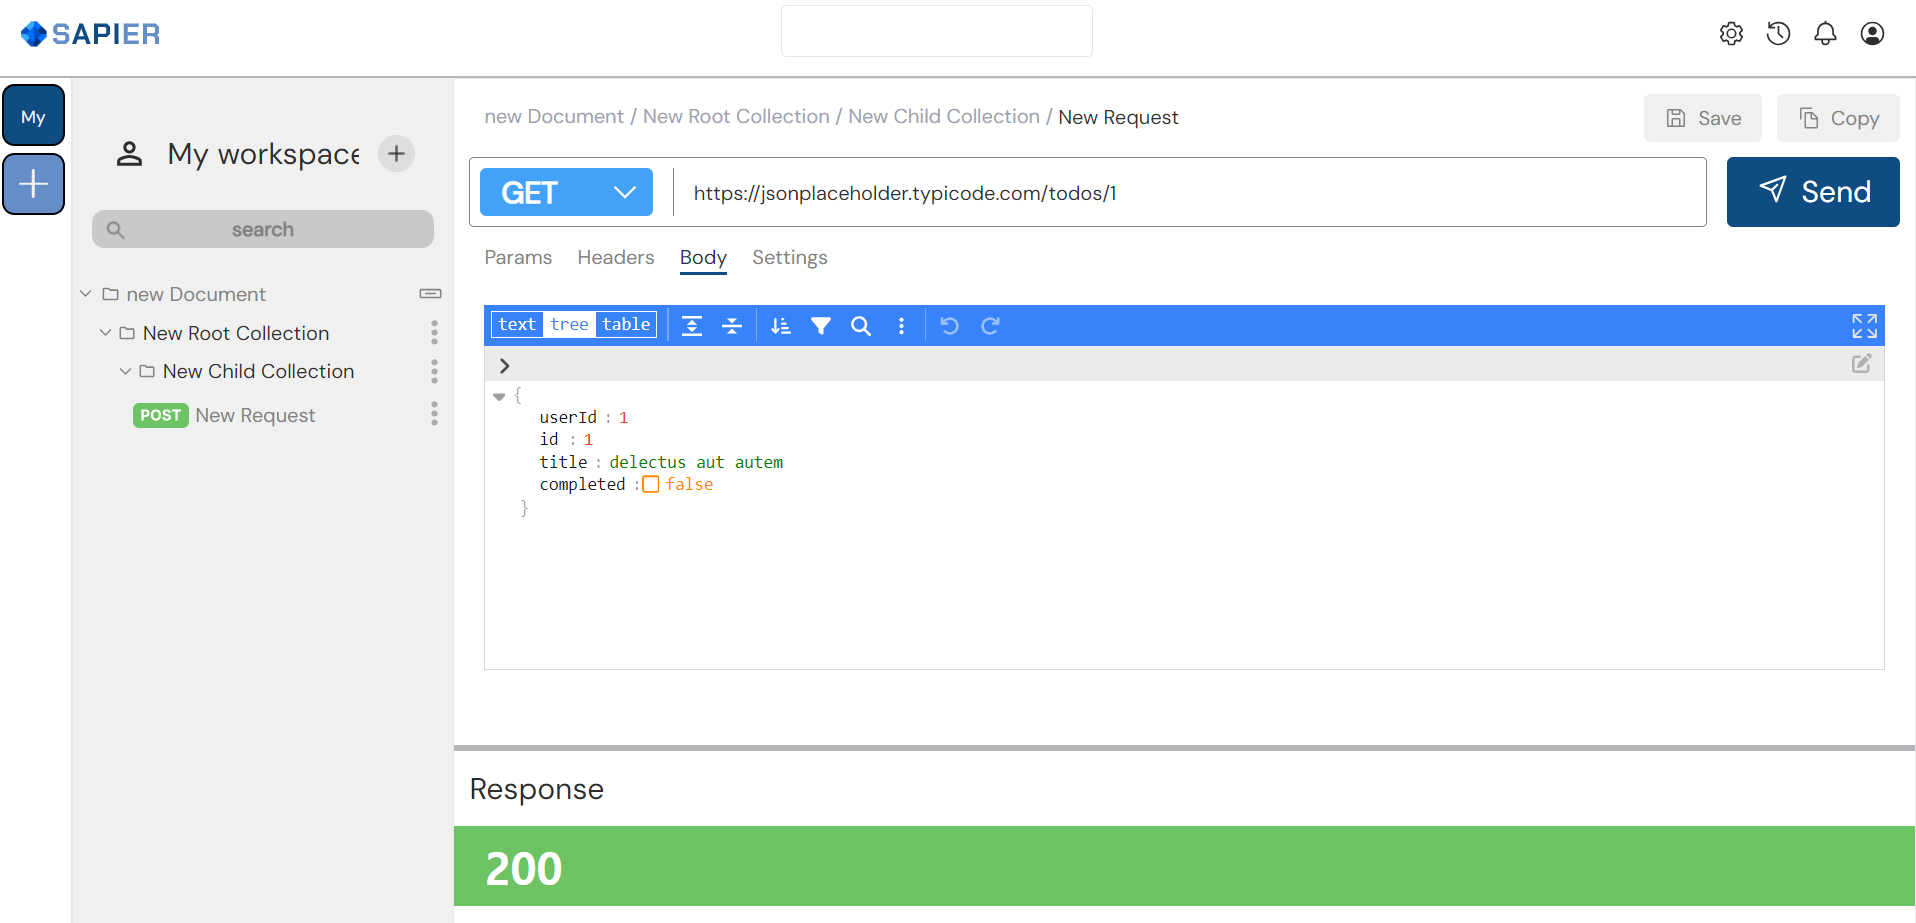 SAPIER
My
My workspace
search
new Document
New Root Collection
New Child Collection
POST New Request
new Document / New Root Collection / New Child Collection / New Request
Save
Copy
GET
https://jsonplaceholder.typicode.com/todos/1
Send
Params Headers Body Settings
text tree table
{
userId : 1
id : 1
title : delectus aut autem
completed : false
}
Response
200